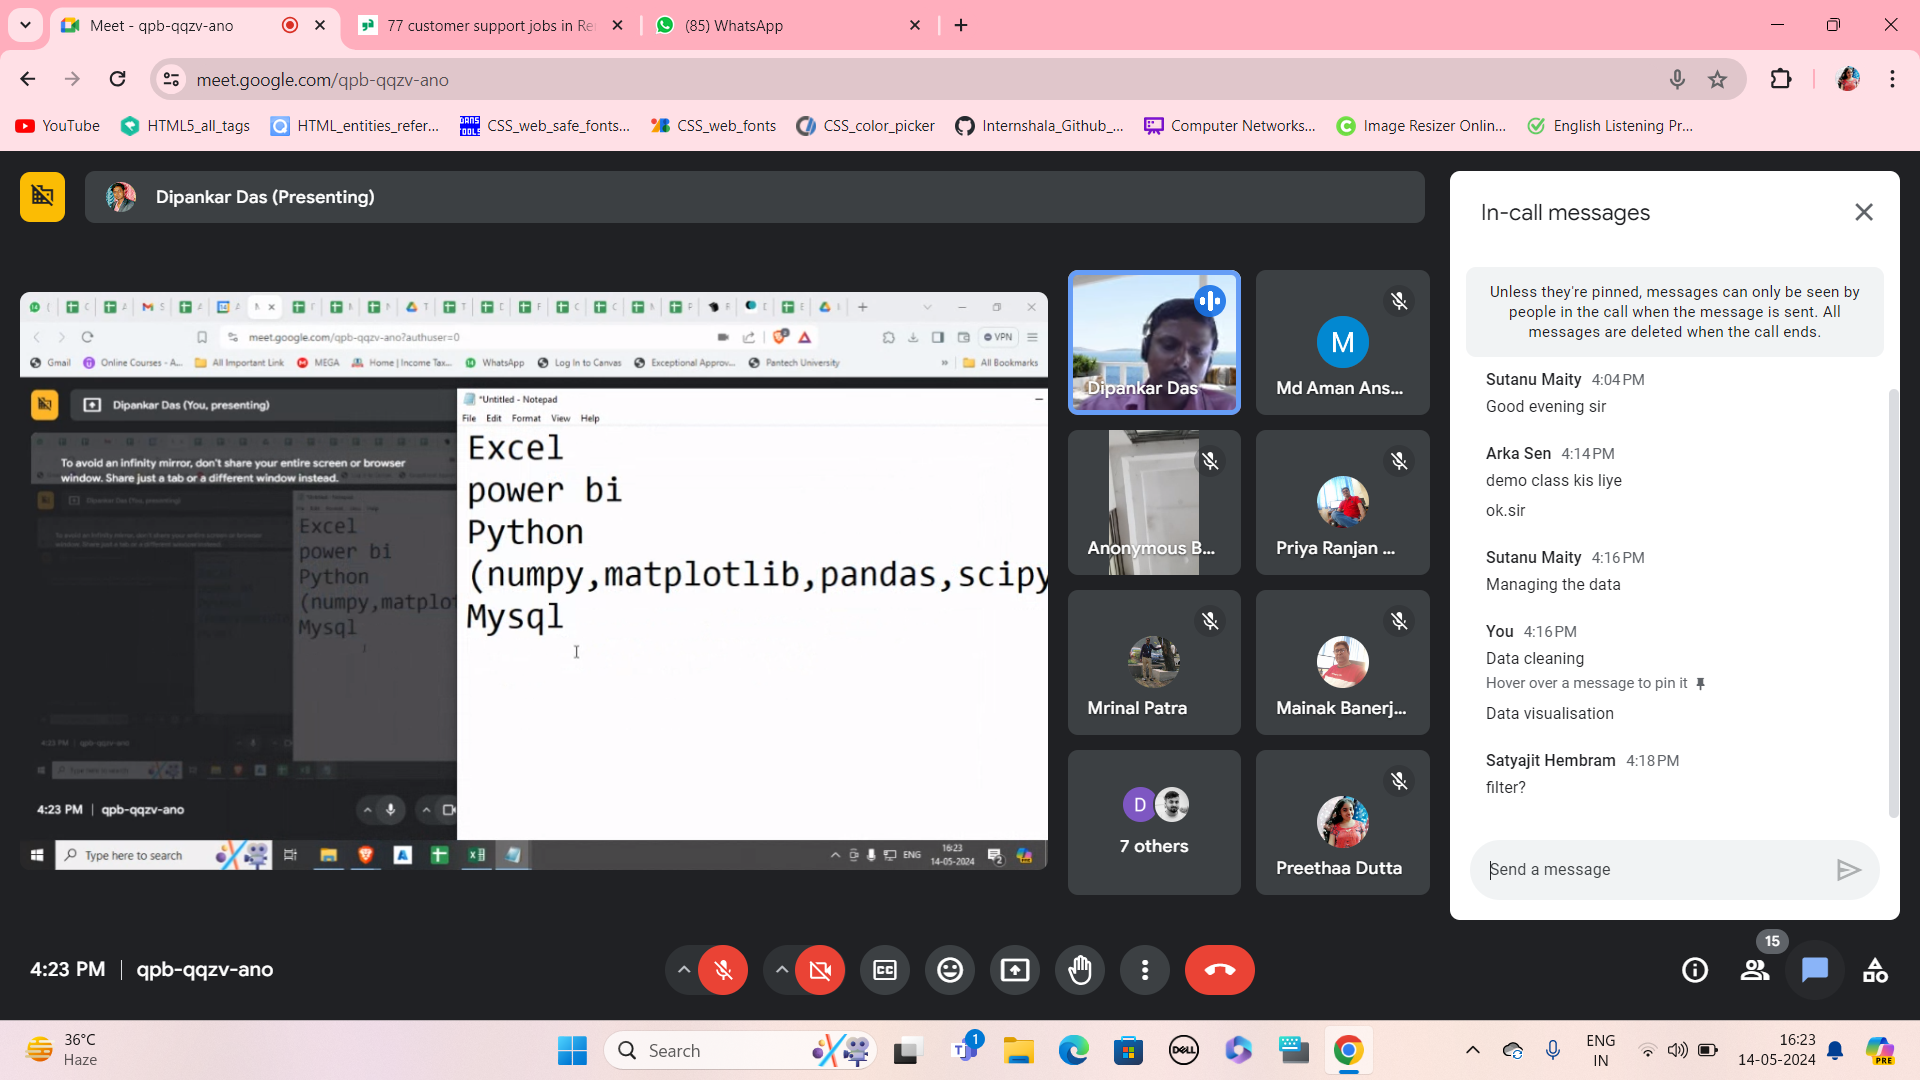 Meet - qpb-qqzv-ano
77 customer support jobs in Re
(85) WhatsApp
meet.google.com/qpb-qqzv-ano
YouTube
HTML5_all_tags
HTML_entities_refer...
CSS_web_safe_fonts...
CSS_web_fonts
CSS_color_picker
Internshala_Github_...
Computer Networks...
Image Resizer Onlin...
English Listening Pr...
Dipankar Das (Presenting)
meet.google.com/qpb-qqzv-ano?authuser=0
VPN
Gmail
Online Courses - A...
All Important Link
MEGA
Home | Income Tax...
WhatsApp
Log In to Canvas
Exceptional Approv...
Pantech University
»
All Bookmarks
Dipankar Das (You, presenting)
To avoid an infinity mirror, don't share your entire screen or browser
window. Share just a tab or a different window instead.
Excel
power bi
Python
(numpy,matplot
Mysql
4:23 PM | qpb-qqzv-ano
*Untitled - Notepad
File Edit Format View Help
Excel
power bi
Python
(numpy,matplotlib,pandas,scipy
Mysql
Type here to search
ENG
16:23
14-05-2024
2
Dipankar Das
M
Md Aman Ans...
Anonymous B...
Priya Ranjan ...
Mrinal Patra
Mainak Banerj...
D
7 others
Preethaa Dutta
In-call messages
Unless they're pinned, messages can only be seen by
people in the call when the message is sent. All
messages are deleted when the call ends.
Sutanu Maity 4:04 PM
Good evening sir
Arka Sen 4:14 PM
demo class kis liye
ok.sir
Sutanu Maity 4:16 PM
Managing the data
You 4:16 PM
Data cleaning
Hover over a message to pin it
Data visualisation
Satyajit Hembram 4:18 PM
filter?
Send a message
4:23 PM | qpb-qqzv-ano
CC
15
36°C
Haze
Search
1
DELL
ENG
IN
16:23
14-05-2024
PRE